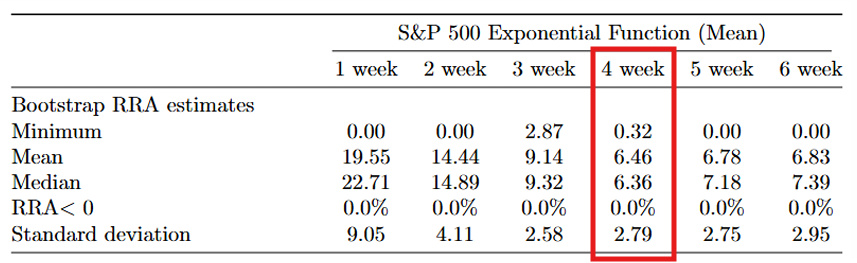 S&P 500 Exponential Function (Mean)
1 week 2 week 3 week 4 week 5 week 6 week
Bootstrap RRA estimates
Minimum 0.00 0.00 2.87 0.32 0.00 0.00
Mean 19.55 14.44 9.14 6.46 6.78 6.83
Median 22.71 14.89 9.32 6.36 7.18 7.39
RRA< 0 0.0% 0.0% 0.0% 0.0% 0.0% 0.0%
Standard deviation 9.05 4.11 2.58 2.79 2.75 2.95